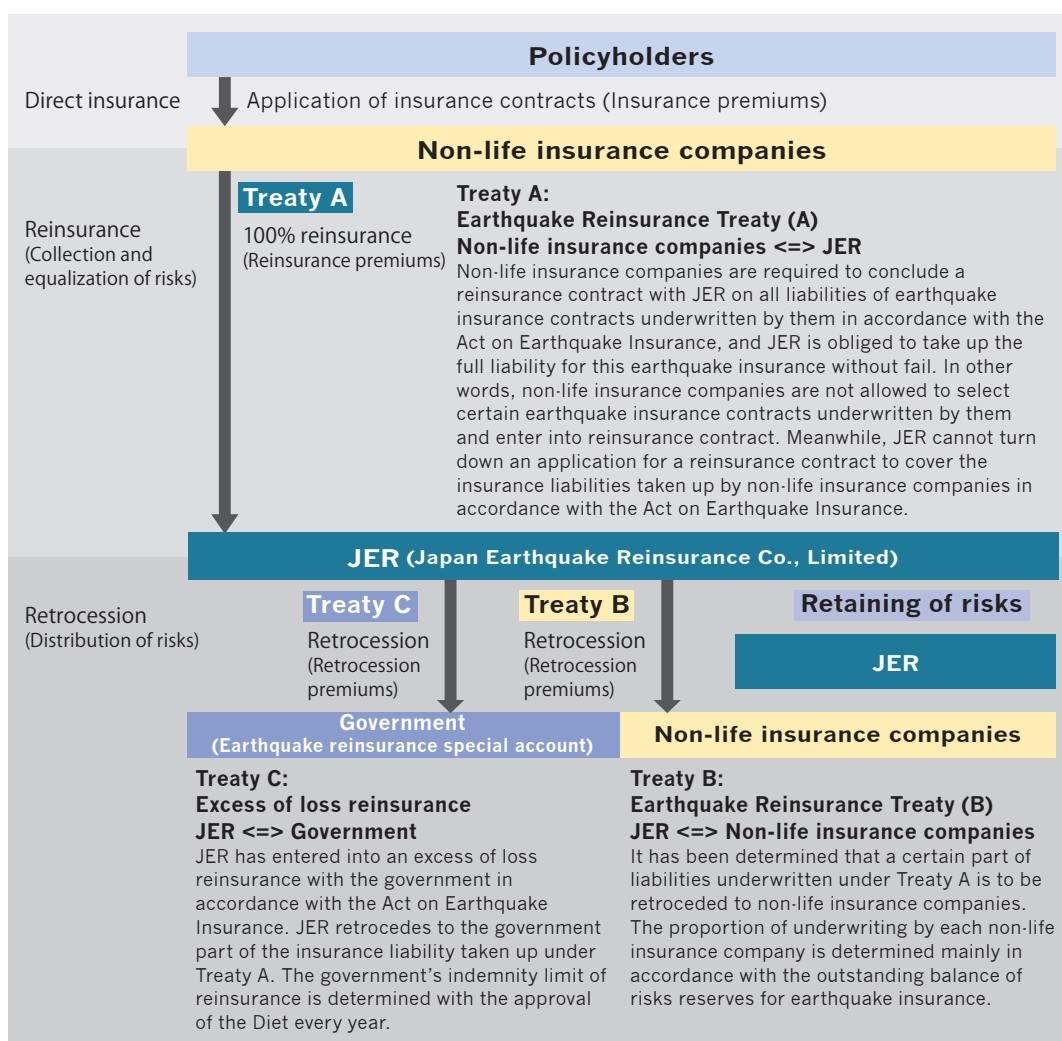 Policyholders
Direct insurance
Application of insurance contracts (Insurance premiums)
Non-life insurance companies
Reinsurance
(Collection and
equalization of risks)
Treaty A
100% reinsurance
(Reinsurance premiums)
Treaty A:
Earthquake Reinsurance Treaty (A)
Non-life insurance companies <=> JER
Non-life insurance companies are required to conclude a
reinsurance contract with JER on all liabilities of earthquake
insurance contracts underwritten by them in accordance with the
Act on Earthquake Insurance, and JER is obliged to take up the
full liability for this earthquake insurance without fail. In other
words, non-life insurance companies are not allowed to select
certain earthquake insurance contracts underwritten by them
and enter into reinsurance contract. Meanwhile, JER cannot turn
down an application for a reinsurance contract to cover the
insurance liabilities taken up by non-life insurance companies in
accordance with the Act on Earthquake Insurance.
JER (Japan Earthquake Reinsurance Co., Limited)
Retrocession
(Distribution of risks)
Treaty C
Retrocession
(Retrocession
premiums)
Treaty B
Retrocession
(Retrocession
premiums)
Retaining of risks
JER
Government
(Earthquake reinsurance special account)
Non-life insurance companies
Treaty C:
Excess of loss reinsurance
JER <=> Government
JER has entered into an excess of loss
reinsurance with the government in
accordance with the Act on Earthquake
Insurance. JER retrocedes to the government
part of the insurance liability taken up under
Treaty A. The government's indemnity limit of
reinsurance is determined with the approval
of the Diet every year.
Treaty B:
Earthquake Reinsurance Treaty (B)
JER <=> Non-life insurance companies
It has been determined that a certain part of
liabilities underwritten under Treaty A is to be
retroceded to non-life insurance companies.
The proportion of underwriting by each non-life
insurance company is determined mainly in
accordance with the outstanding balance of
risks reserves for earthquake insurance.